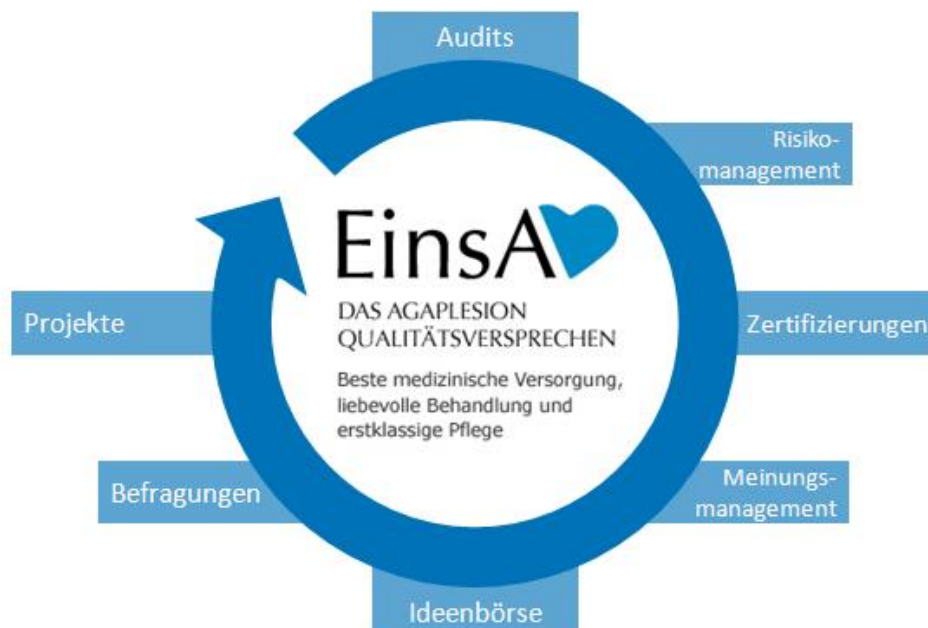 Audits
Risiko-
management
Zertifizierungen
Meinungs-
management
Ideenbörse
Befragungen
Projekte
EinsA
DAS AGAPLESION
QUALITÄTSVERSPRECHEN
Beste medizinische Versorgung,
liebevolle Behandlung und
erstklassige Pflege